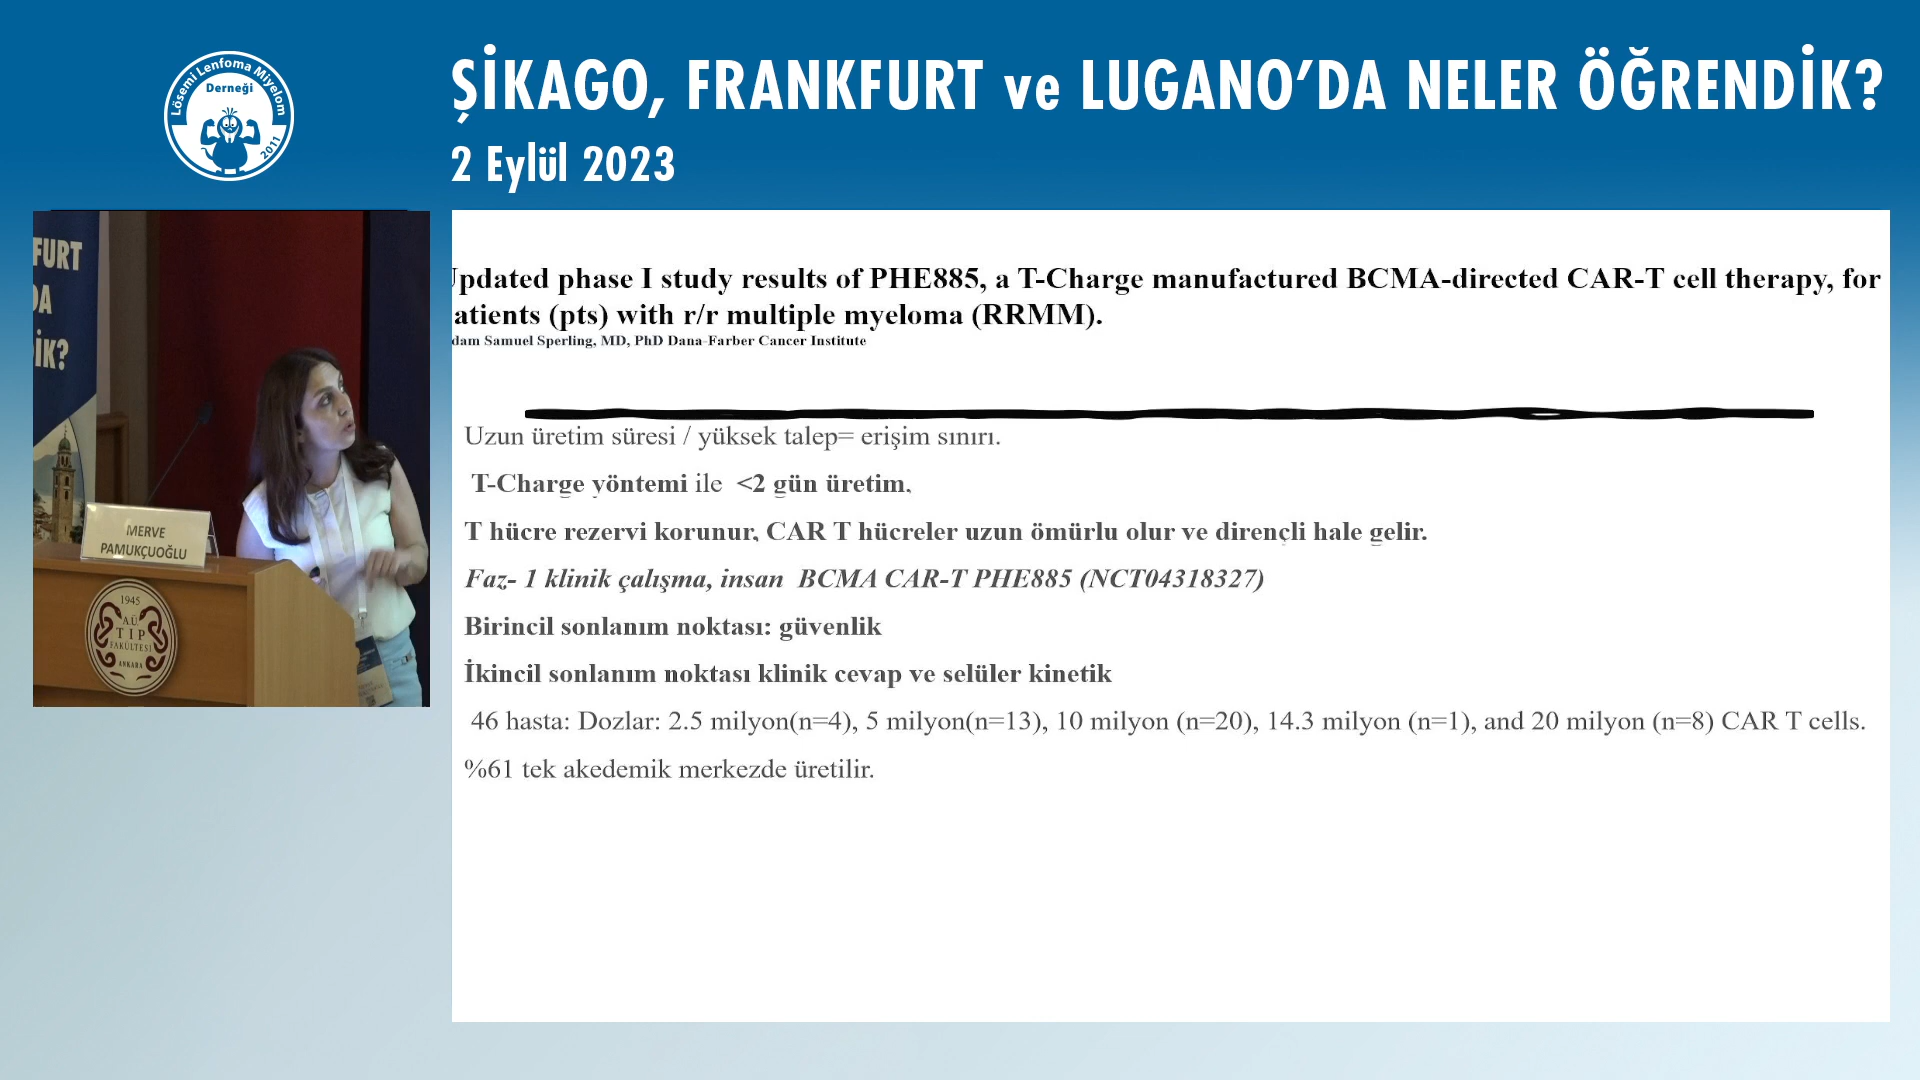 Lösemi Lenfoma Miyelom
Derneği
2011
ŞİKAGO, FRANKFURT ve LUGANO'DA NELER ÖĞRENDİK?
2 Eylül 2023
FURT
DA
İK?
MERVE
PAMUKÇUOĞLU
1945
A.Ü.
TIP
FAKÜLTESİ
ANKARA
Updated phase I study results of PHE885, a T-Charge manufactured BCMA-directed CAR-T cell therapy, for
atients (pts) with r/r multiple myeloma (RRMM).
dam Samuel Sperling, MD, PhD Dana-Farber Cancer Institute
Uzun üretim süresi / yüksek talep= erişim sınırı.
T-Charge yöntemi ile <2 gün üretim.
T hücre rezervi korunur, CAR T hücreler uzun ömürlu olur ve dirençli hale gelir.
Faz- 1 klinik çalışma, insan BCMA CAR-T PHE885 (NCT04318327)
Birincil sonlanım noktası: güvenlik
İkincil sonlanım noktası klinik cevap ve selüler kinetik
46 hasta: Dozlar: 2.5 milyon(n=4), 5 milyon(n=13), 10 milyon (n=20), 14.3 milyon (n=1), and 20 milyon (n=8) CAR T cells.
%61 tek akedemik merkezde üretilir.